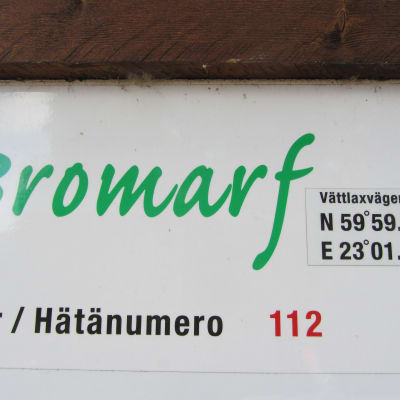 Bromarf
Vättlaxvägen
N 59°59.
E 23°01.
r / Hätänumero 112